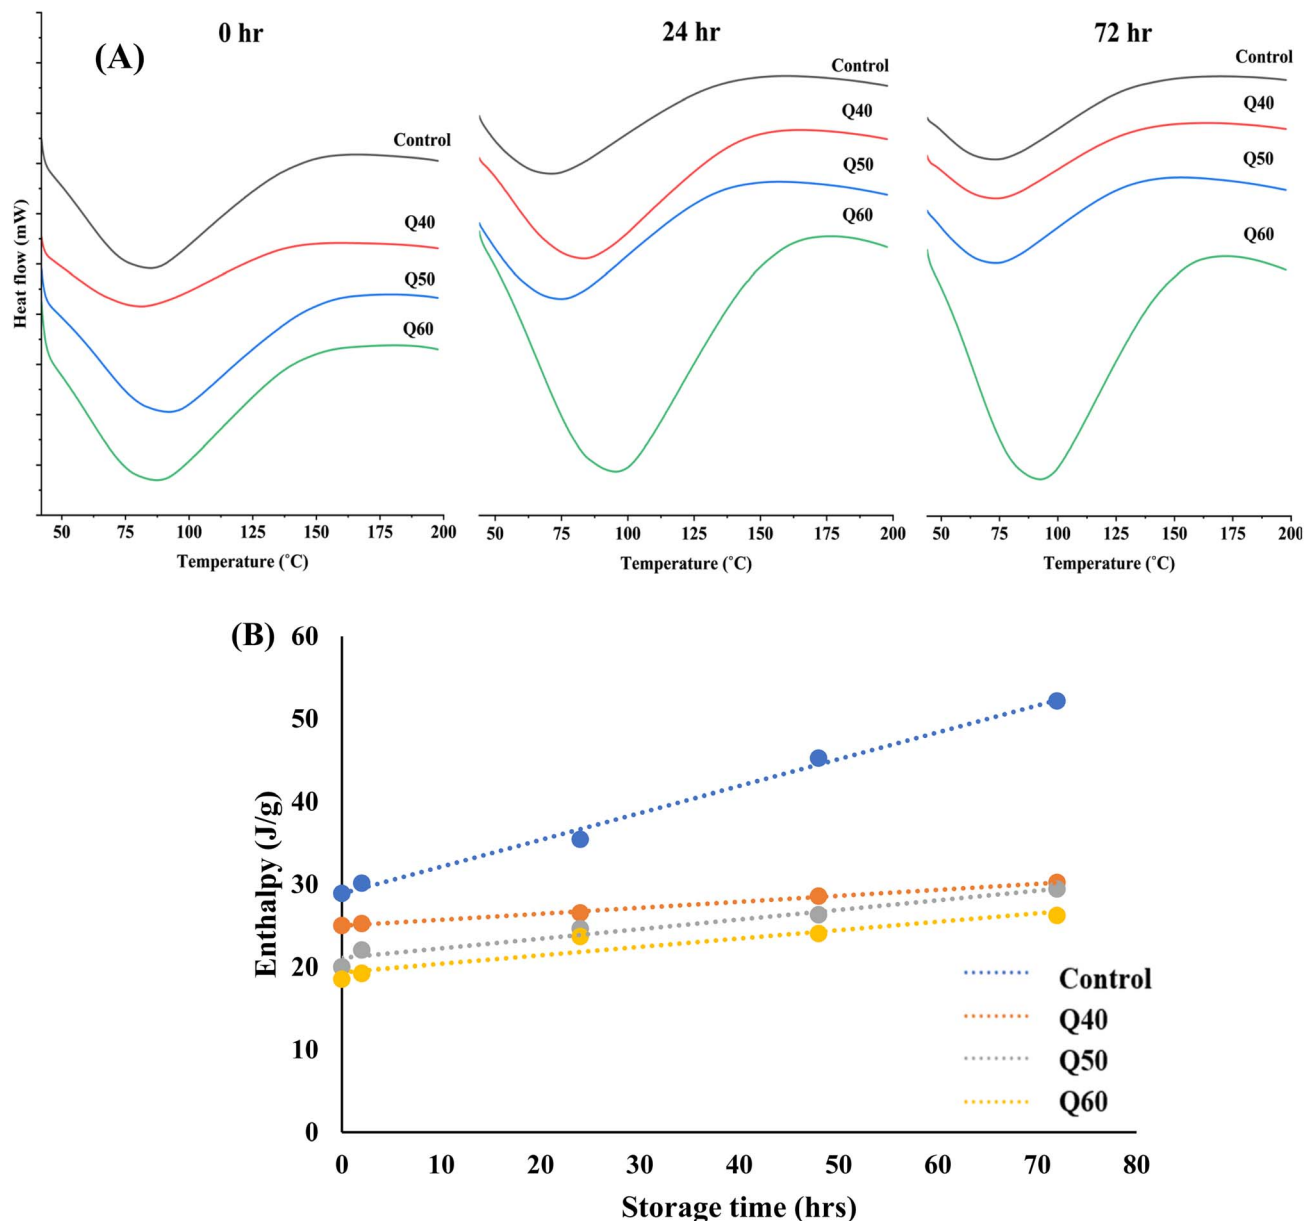 (A)
0 hr
24 hr
72 hr
Control
Q40
Q50
Q60
Control
Q40
Q50
Q60
Control
Q40
Q50
Q60
Heat flow (mW)
50 75 100 125 150 175 200
50 75 100 125 150 175 200
50 75 100 125 150 175 200
Temperature (˚C)
Temperature (˚C)
Temperature (˚C)
(B)
60
50
40
30
20
10
0
Enthalpy (J/g)
Control
Q40
Q50
Q60
0 10 20 30 40 50 60 70 80
Storage time (hrs)